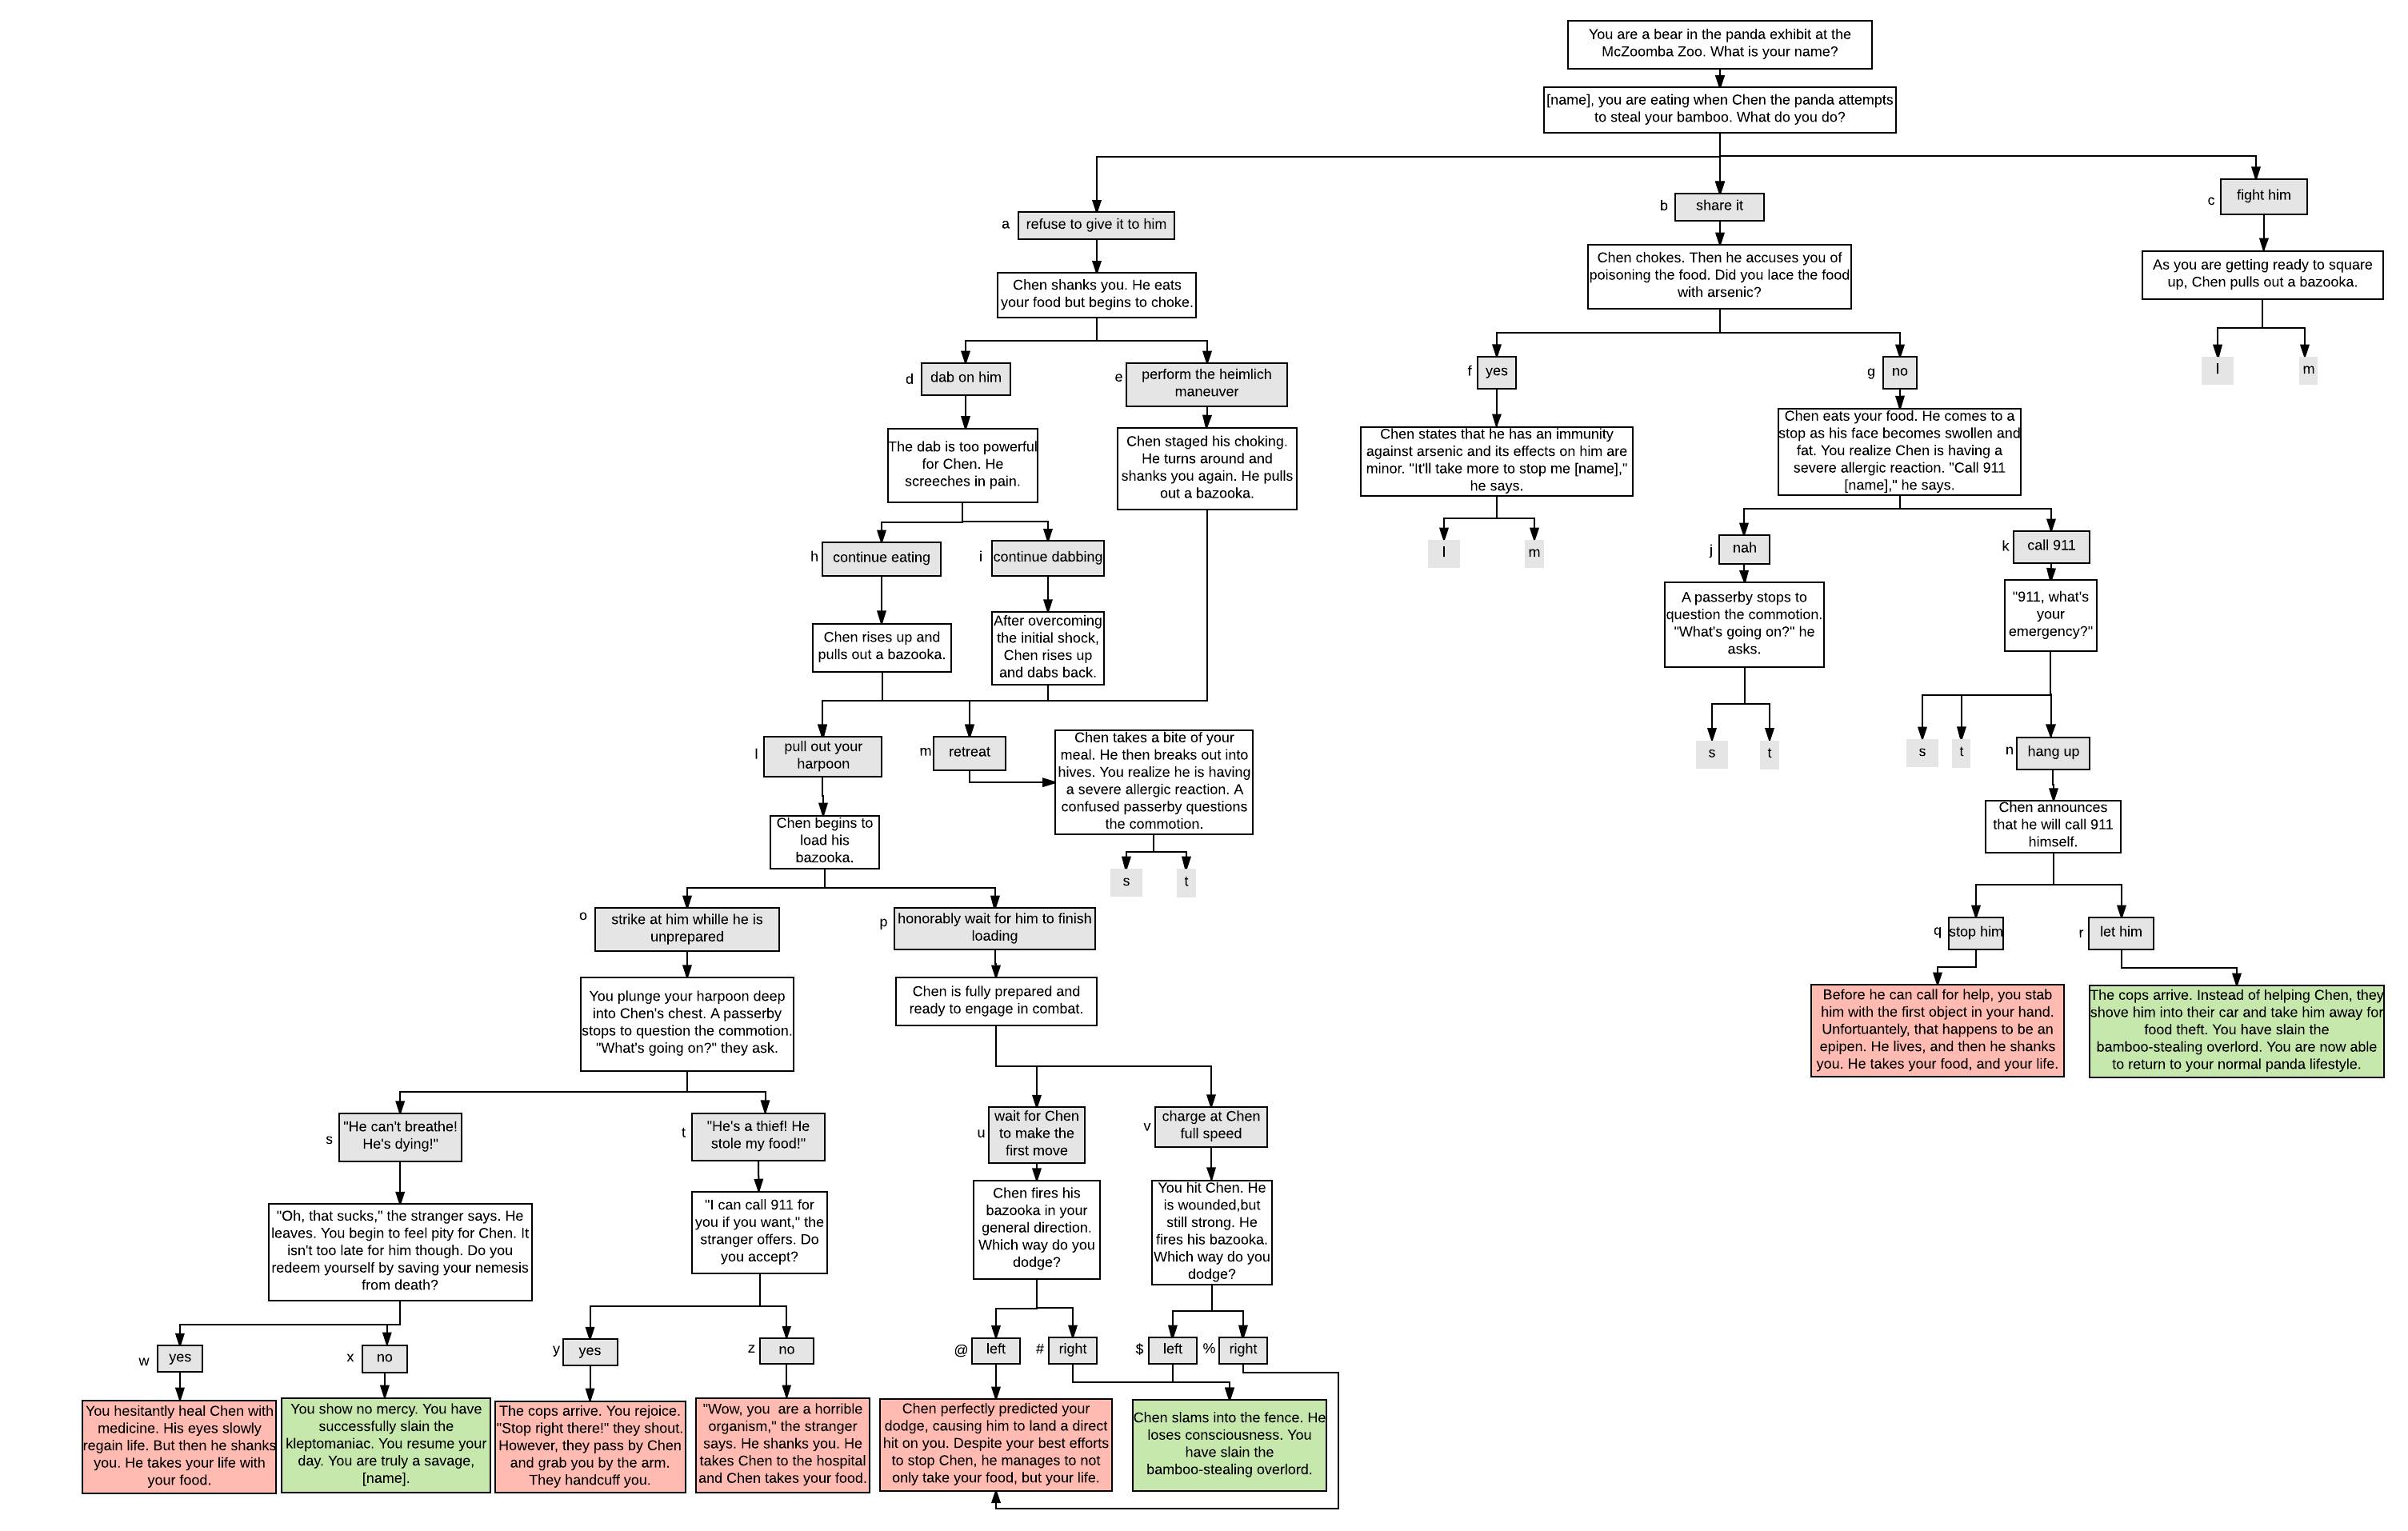 You are a bear in the panda exhibit at the
McZoomba Zoo. What is your name?
[name], you are eating when Chen the panda attempts
to steal your bamboo. What do you do?
a
refuse to give it to him
b
share it
c
fight him
Chen shanks you. He eats
your food but begins to choke.
Chen chokes. Then he accuses you of
poisoning the food. Did you lace the food
with arsenic?
As you are getting ready to square
up, Chen pulls out a bazooka.
l
m
d
dab on him
e
perform the heimlich
maneuver
f
yes
g
no
The dab is too powerful
for Chen. He
screeches in pain.
Chen staged his choking.
He turns around and
shanks you again. He pulls
out a bazooka.
Chen states that he has an immunity
against arsenic and its effects on him are
minor. "It'll take more to stop me [name],"
he says.
l
m
Chen eats your food. He comes to a
stop as his face becomes swollen and
fat. You realize Chen is having a
severe allergic reaction. "Call 911
[name]," he says.
h
continue eating
i
continue dabbing
j
nah
k
call 911
Chen rises up and
pulls out a bazooka.
After overcoming
the initial shock,
Chen rises up
and dabs back.
A passerby stops to
question the commotion.
"What's going on?" he
asks.
s
t
"911, what's
your
emergency?"
s
t
n
hang up
l
pull out your
harpoon
m
retreat
Chen takes a bite of your
meal. He then breaks out into
hives. You realize he is having
a severe allergic reaction. A
confused passerby questions
the commotion.
s
t
Chen begins to
load his
bazooka.
Chen announces
that he will call 911
himself.
o
strike at him whille he is
unprepared
p
honorably wait for him to finish
loading
q
stop him
r
let him
You plunge your harpoon deep
into Chen's chest. A passerby
stops to question the commotion.
"What's going on?" they ask.
Chen is fully prepared and
ready to engage in combat.
Before he can call for help, you stab
him with the first object in your hand.
Unfortuantely, that happens to be an
epipen. He lives, and then he shanks
you. He takes your food, and your life.
The cops arrive. Instead of helping Chen, they
shove him into their car and take him away for
food theft. You have slain the
bamboo-stealing overlord. You are now able
to return to your normal panda lifestyle.
s
"He can't breathe!
He's dying!"
t
"He's a thief! He
stole my food!"
u
wait for Chen
to make the
first move
v
charge at Chen
full speed
"Oh, that sucks," the stranger says. He
leaves. You begin to feel pity for Chen. It
isn't too late for him though. Do you
redeem yourself by saving your nemesis
from death?
"I can call 911 for
you if you want," the
stranger offers. Do
you accept?
Chen fires his
bazooka in your
general direction.
Which way do you
dodge?
You hit Chen. He
is wounded,but
still strong. He
fires his bazooka.
Which way do you
dodge?
w
yes
x
no
y
yes
z
no
@
left
#
right
$
left
%
right
You hesitantly heal Chen with
medicine. His eyes slowly
regain life. But then he shanks
you. He takes your life with
your food.
You show no mercy. You have
successfully slain the
kleptomaniac. You resume your
day. You are truly a savage,
[name].
The cops arrive. You rejoice.
"Stop right there!" they shout.
However, they pass by Chen
and grab you by the arm.
They handcuff you.
"Wow, you  are a horrible
organism," the stranger
says. He shanks you. He
takes Chen to the hospital
and Chen takes your food.
Chen perfectly predicted your
dodge, causing him to land a direct
hit on you. Despite your best efforts
to stop Chen, he manages to not
only take your food, but your life.
Chen slams into the fence. He
loses consciousness. You
have slain the
bamboo-stealing overlord.